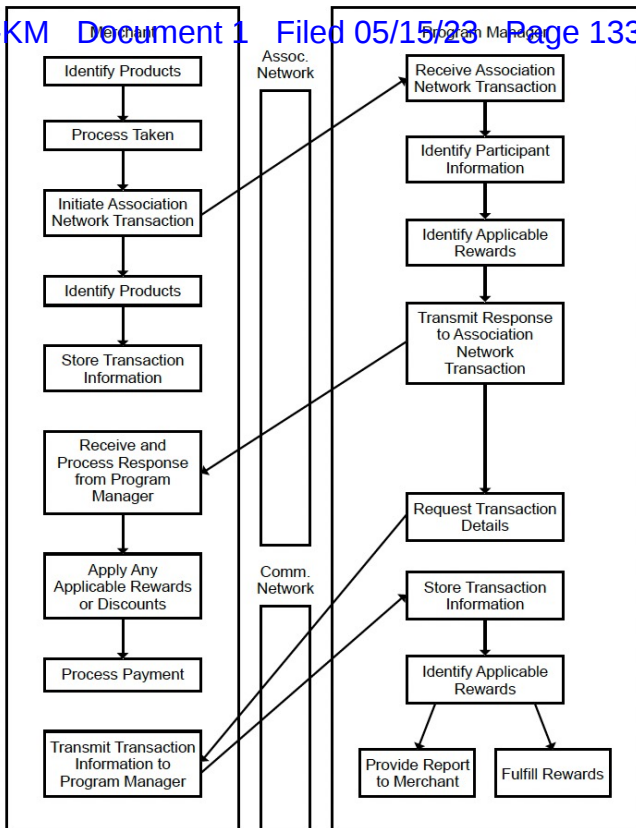 -KM Document 1 Filed 05/15/23 Page 133
Merchant
Identify Products
Process Taken
Initiate Association
Network Transaction
Identify Products
Store Transaction
Information
Receive and
Process Response
from Program
Manager
Apply Any
Applicable Rewards
or Discounts
Process Payment
Transmit Transaction
Information to
Program Manager
Assoc.
Network
Comm.
Network
Program Manager
Receive Association
Network Transaction
Identify Participant
Information
Identify Applicable
Rewards
Transmit Response
to Association
Network
Transaction
Request Transaction
Details
Store Transaction
Information
Identify Applicable
Rewards
Provide Report
to Merchant
Fulfill Rewards